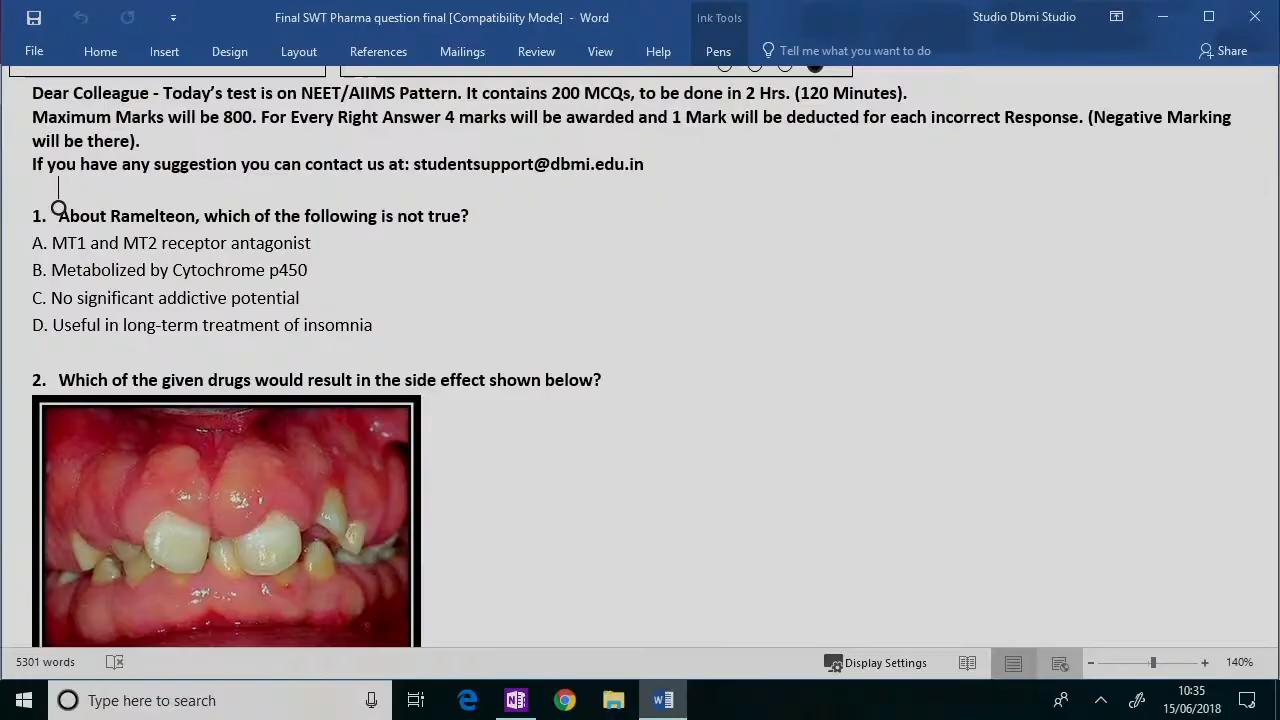 Final SWT Pharma question final [Compatibility Mode] - Word
Ink Tools
Studio Dbmi Studio
File
Home
Insert
Design
Layout
References
Mailings
Review
View
Help
Pens
Tell me what you want to do
Share
Dear Colleague - Today's test is on NEET/AIIMS Pattern. It contains 200 MCQs, to be done in 2 Hrs. (120 Minutes).
Maximum Marks will be 800. For Every Right Answer 4 marks will be awarded and 1 Mark will be deducted for each incorrect Response. (Negative Marking
will be there).
If you have any suggestion you can contact us at: studentsupport@dbmi.edu.in
1. About Ramelteon, which of the following is not true?
A. MT1 and MT2 receptor antagonist
B. Metabolized by Cytochrome p450
C. No significant addictive potential
D. Useful in long-term treatment of insomnia
2. Which of the given drugs would result in the side effect shown below?
5301 words
Display Settings
140%
Type here to search
10:35
15/06/2018